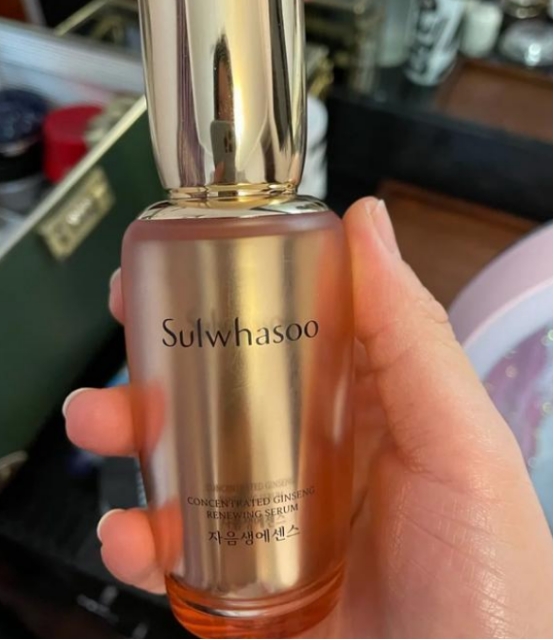 Sulwhasoo
CONCENTRATED GINSENG
RENEWING SERUM
자음생에센스